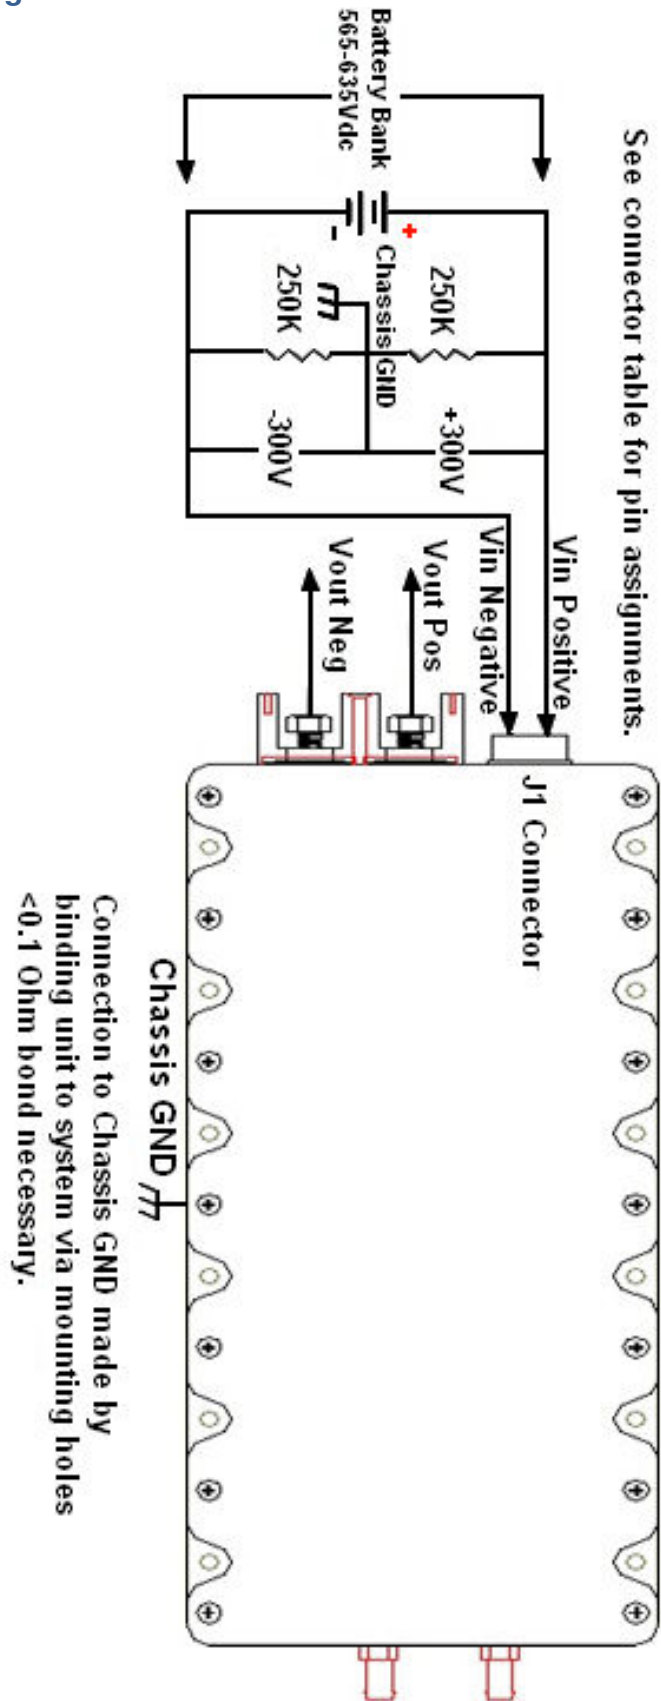 g
See connector table for pin assignments.
Battery Bank
565-635Vdc
+
-
Chassis GND
250K
250K
+300V
-300V
Vin Positive
Vin Negative
Vout Pos
Vout Neg
J1 Connector
Chassis GND
Connection to Chassis GND made by
binding unit to system via mounting holes
<0.1 Ohm bond necessary.